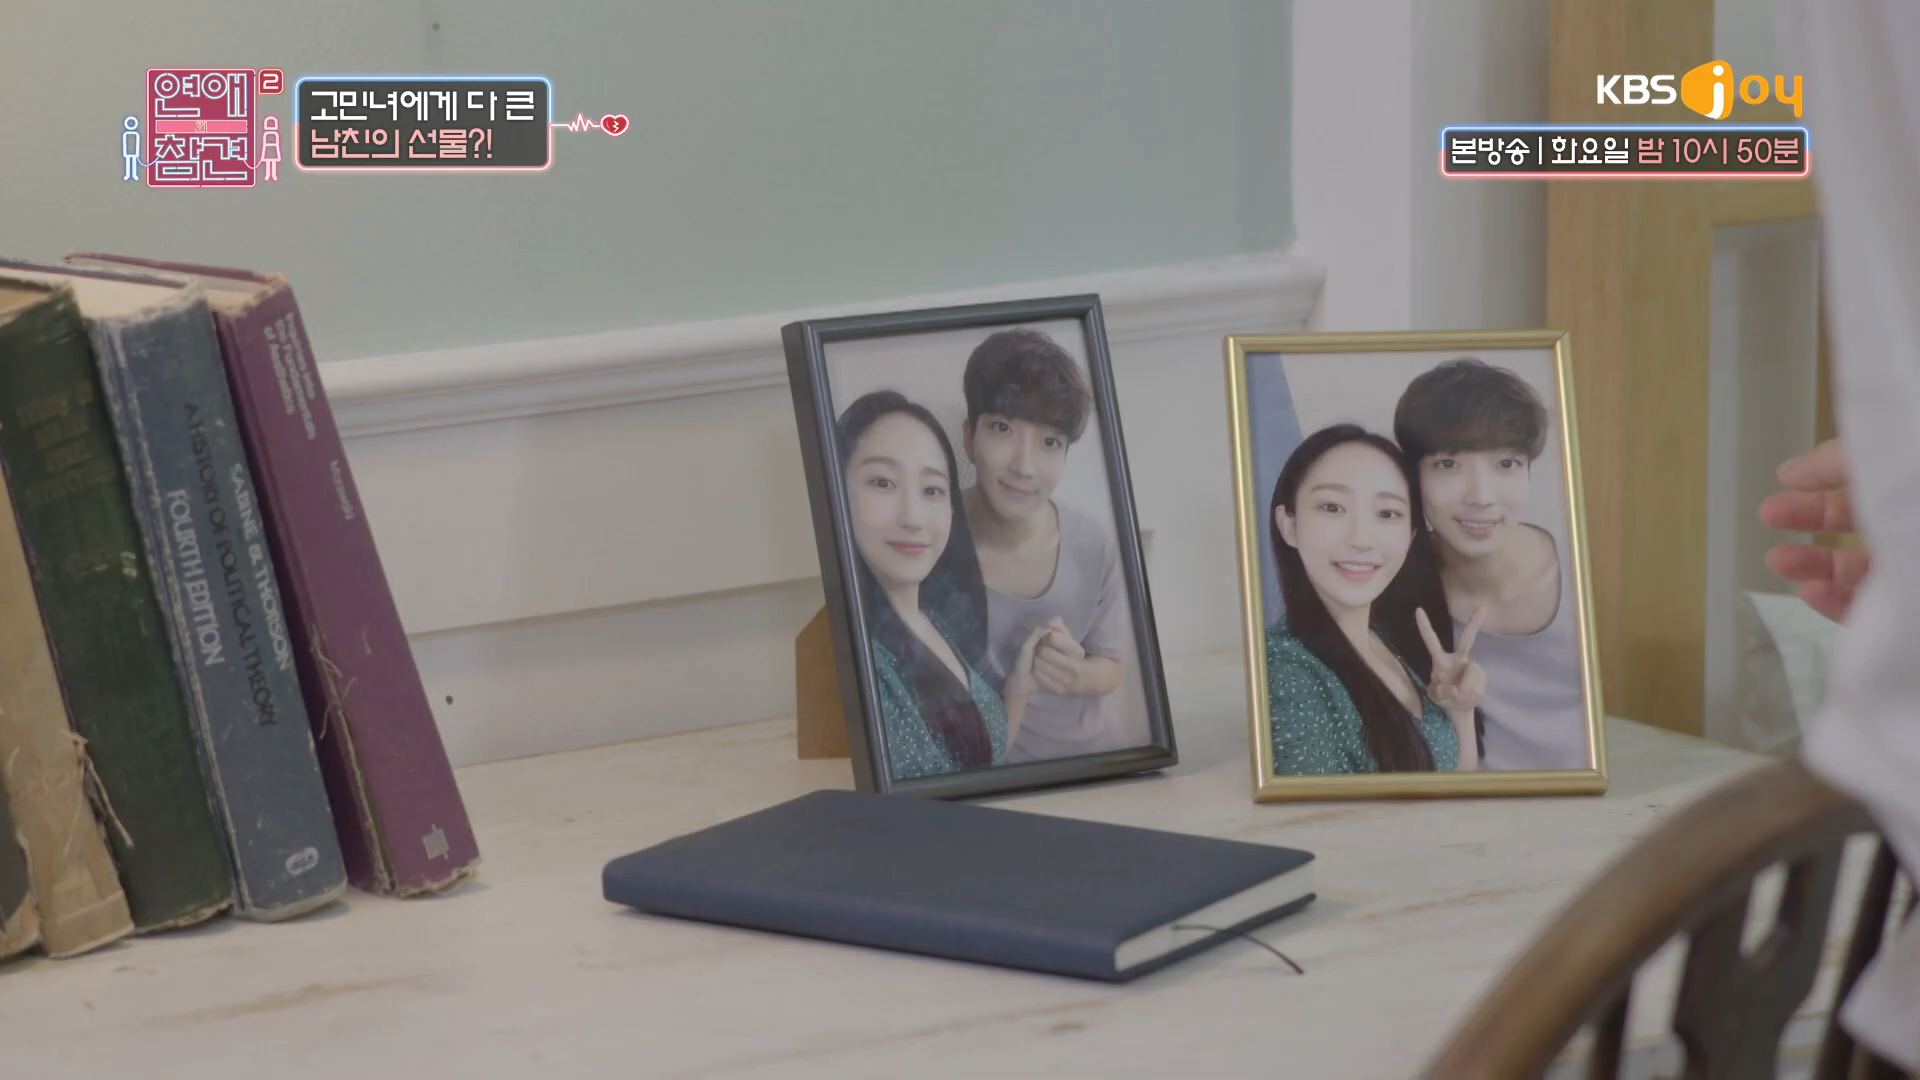 연애의 참견 2
고민녀에게 다 큰
남친의 선물?!
KBS joy
본방송 | 화요일 밤 10시 50분
SABINE & THORSON
A HISTORY OF POLITICAL THEORY
FOURTH EDITION